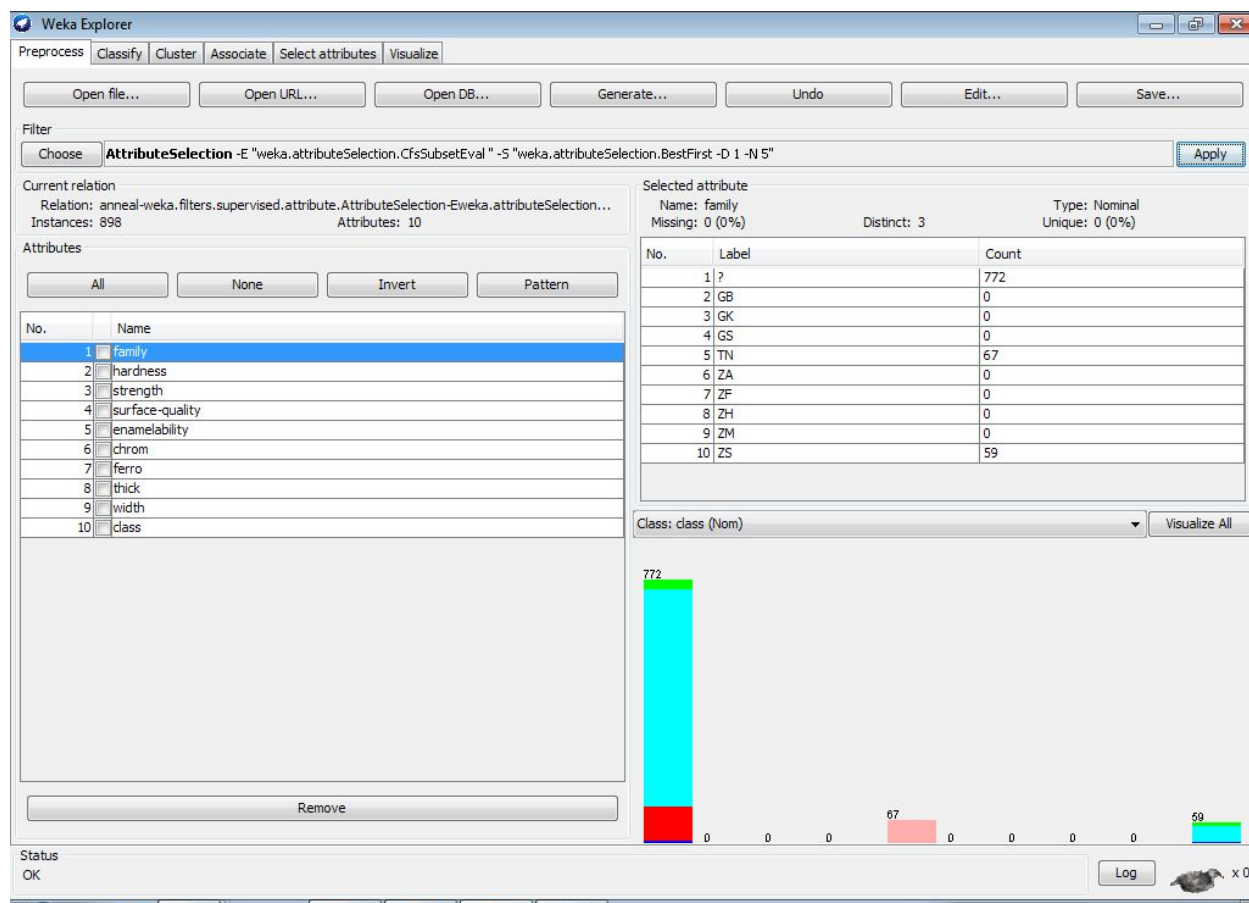 Weka Explorer
Preprocess Classify Cluster Associate Select attributes Visualize
Open file... Open URL... Open DB... Generate... Undo Edit... Save...
Filter
Choose AttributeSelection -E "weka.attributeSelection.CfsSubsetEval " -S "weka.attributeSelection.BestFirst -D 1 -N 5" Apply
Current relation
Relation: anneal-weka.filters.supervised.attribute.AttributeSelection-Eweka.attributeSelection...
Instances: 898 Attributes: 10
Attributes
All None Invert Pattern
No. Name
1 family
2 hardness
3 strength
4 surface-quality
5 enamelability
6 chrom
7 ferro
8 thick
9 width
10 class
Remove
Selected attribute
Name: family Type: Nominal
Missing: 0 (0%) Distinct: 3 Unique: 0 (0%)
No. Label Count
1 ? 772
2 GB 0
3 GK 0
4 GS 0
5 TN 67
6 ZA 0
7 ZF 0
8 ZH 0
9 ZM 0
10 ZS 59
Class: class (Nom) Visualize All
772
0 0 0 67 0 0 0 0 59
Status
OK
Log x 0